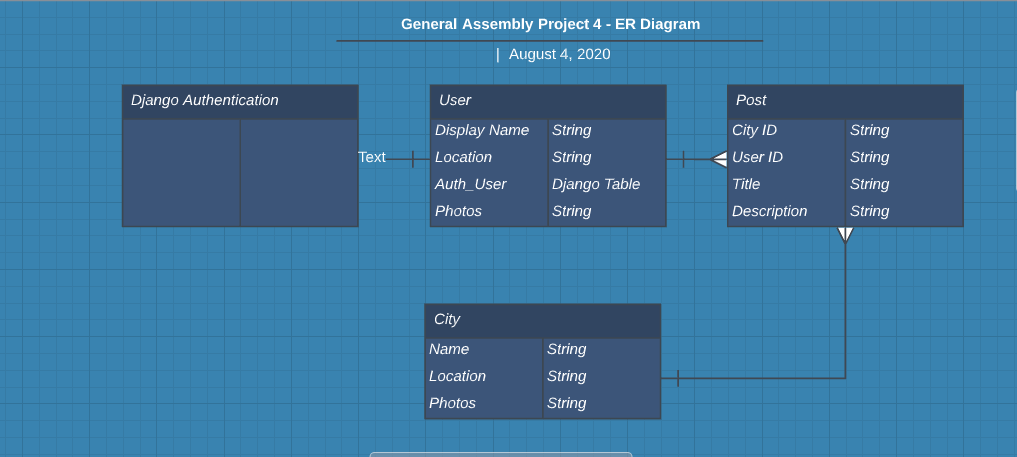 General Assembly Project 4 - ER Diagram
| August 4, 2020
Django Authentication
Text
User
Display Name String
Location String
Auth_User Django Table
Photos String
Post
City ID String
User ID String
Title String
Description String
City
Name String
Location String
Photos String